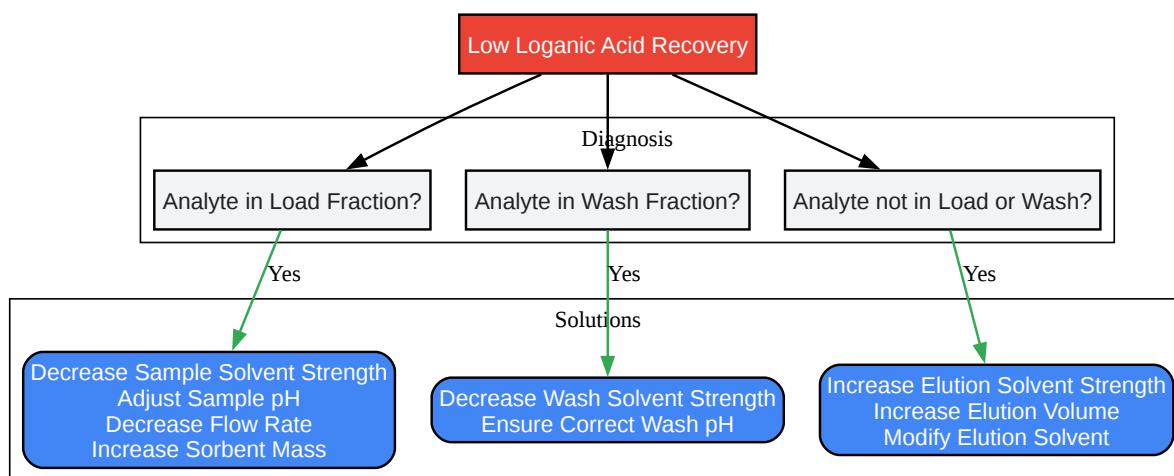 Low Loganic Acid Recovery
Diagnosis
Analyte in Load Fraction?
Analyte in Wash Fraction?
Analyte not in Load or Wash?
Yes
Yes
Yes
Solutions
Decrease Sample Solvent Strength
Adjust Sample pH
Decrease Flow Rate
Increase Sorbent Mass
Decrease Wash Solvent Strength
Ensure Correct Wash pH
Increase Elution Solvent Strength
Increase Elution Volume
Modify Elution Solvent